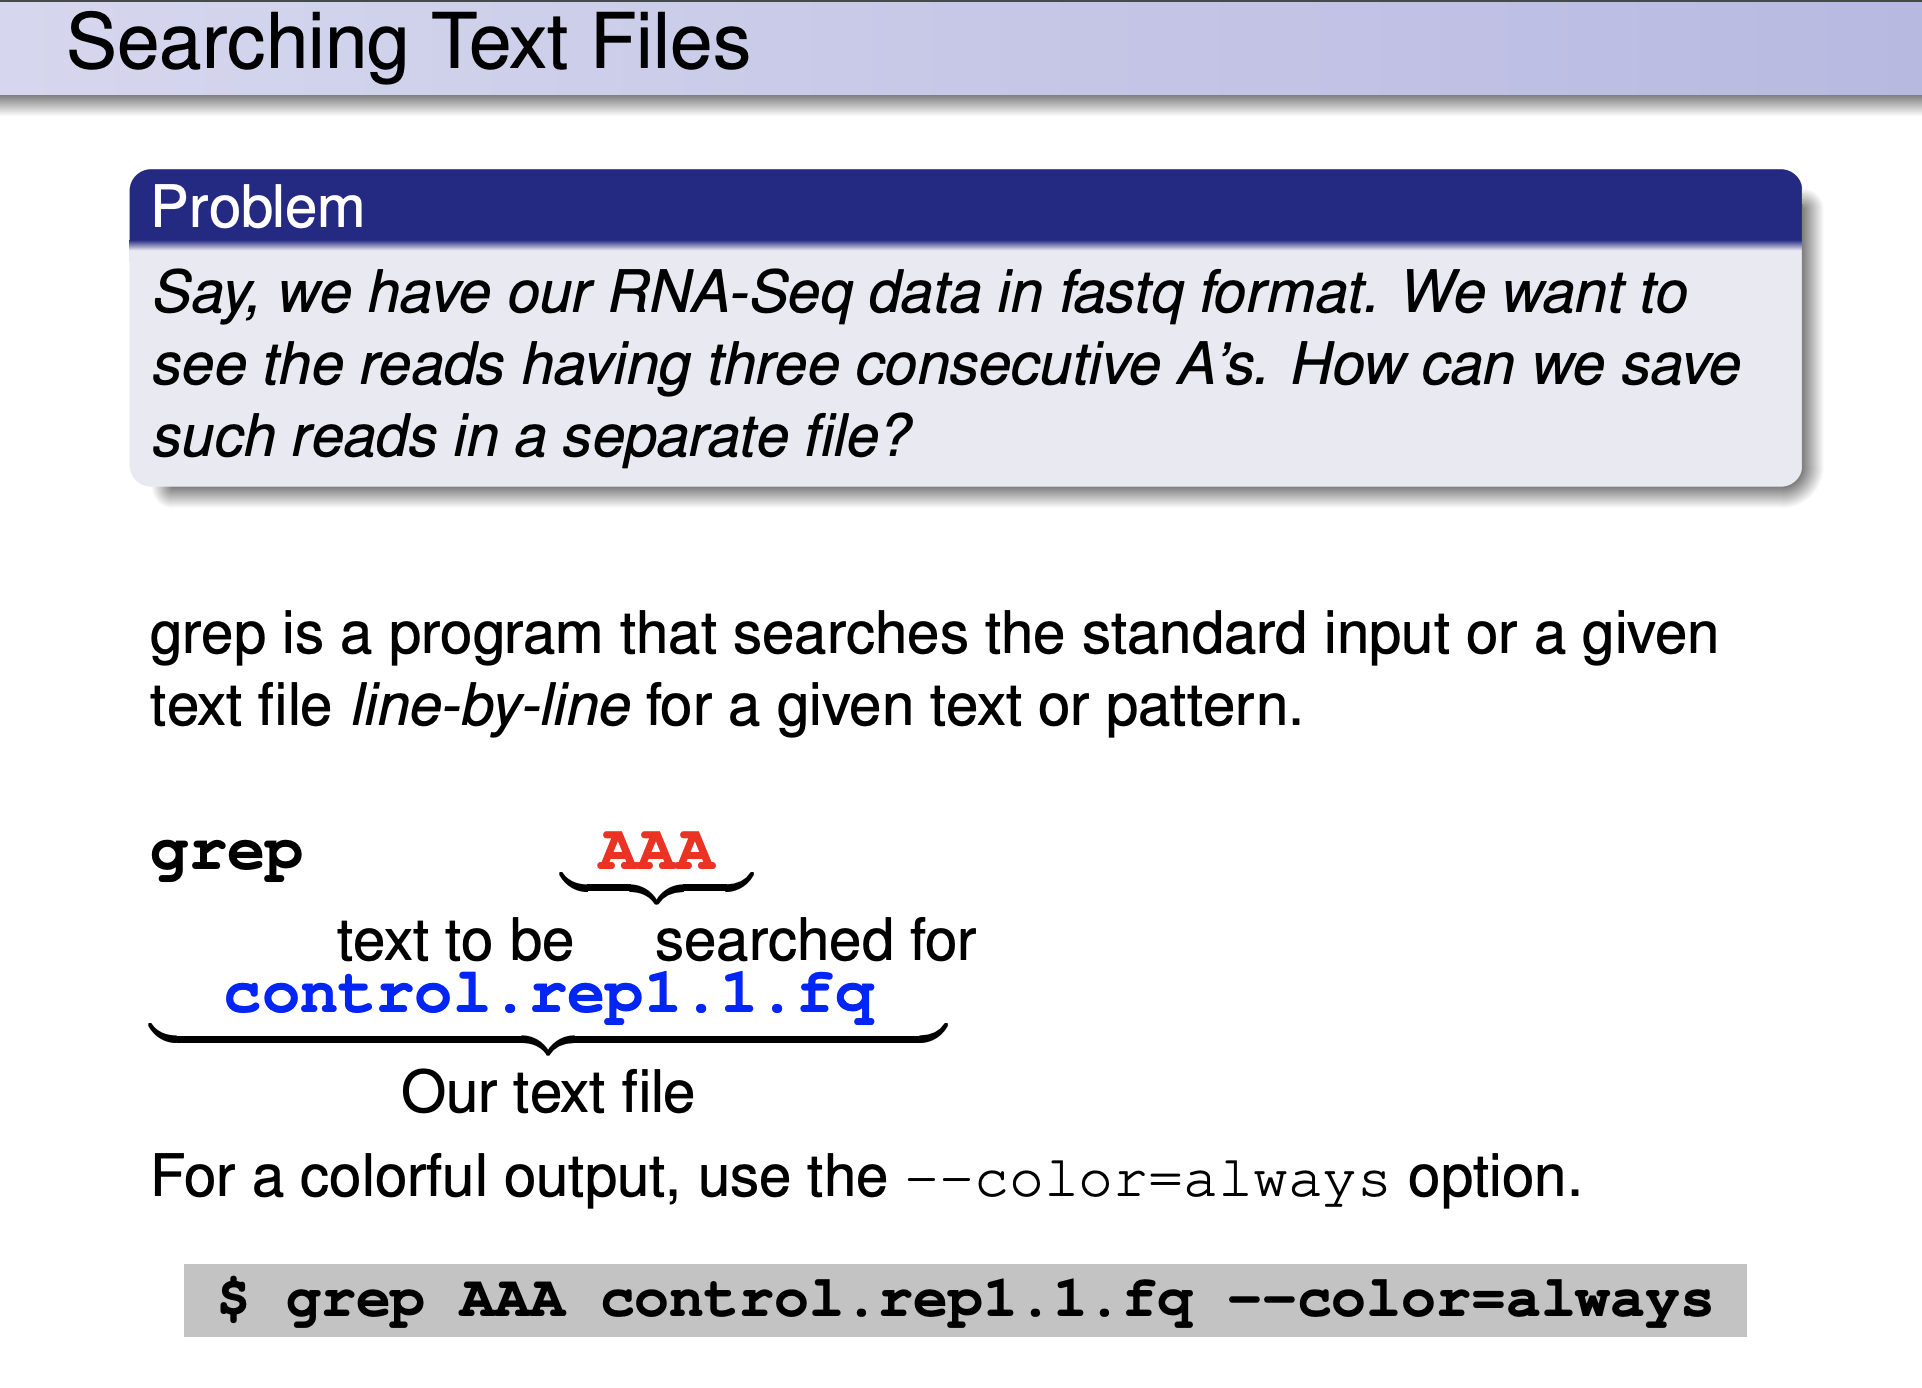 Searching Text Files
Problem
Say, we have our RNA-Seq data in fastq format. We want to
see the reads having three consecutive A's. How can we save
such reads in a separate file?
grep is a program that searches the standard input or a given
text file line-by-line for a given text or pattern.
grep AAA
text to be searched for
control.rep1.1.fq
Our text file
For a colorful output, use the --color=always option.
$ grep AAA control.rep1.1.fq --color=always